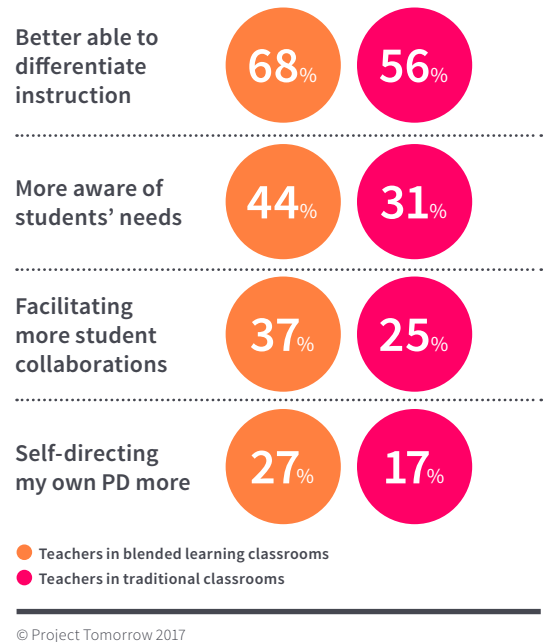 Better able to
differentiate
instruction
68% 56%
More aware of
students’ needs
44% 31%
Facilitating
more student
collaborations
37% 25%
Self-directing
my own PD more
27% 17%
Teachers in blended learning classrooms
Teachers in traditional classrooms
© Project Tomorrow 2017